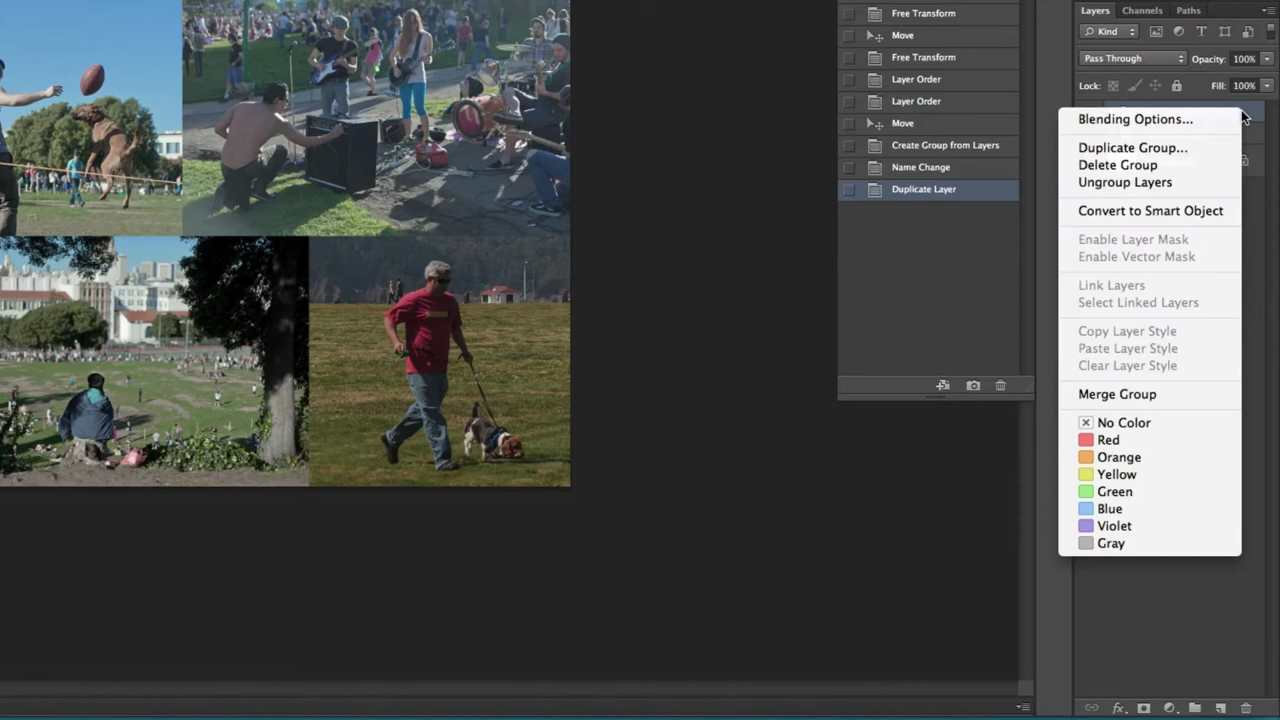 Free Transform
Move
Free Transform
Layer Order
Layer Order
Move
Create Group from Layers
Name Change
Duplicate Layer
Layers Channels Paths
Kind
Pass Through Opacity: 100%
Lock: Fill: 100%
Blending Options...
Duplicate Group...
Delete Group
Ungroup Layers
Convert to Smart Object
Enable Layer Mask
Enable Vector Mask
Link Layers
Select Linked Layers
Copy Layer Style
Paste Layer Style
Clear Layer Style
Merge Group
No Color
Red
Orange
Yellow
Green
Blue
Violet
Gray
fx